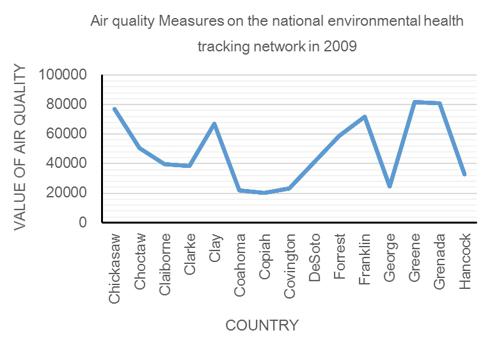 Air quality Measures on the national environmental health
tracking network in 2009
VALUE OF AIR QUALITY
100000
80000
60000
40000
20000
0
Chickasaw
Choctaw
Claiborne
Clarke
Clay
Coahoma
Copiah
Covington
DeSoto
Forrest
Franklin
George
Greene
Grenada
Hancock
COUNTRY